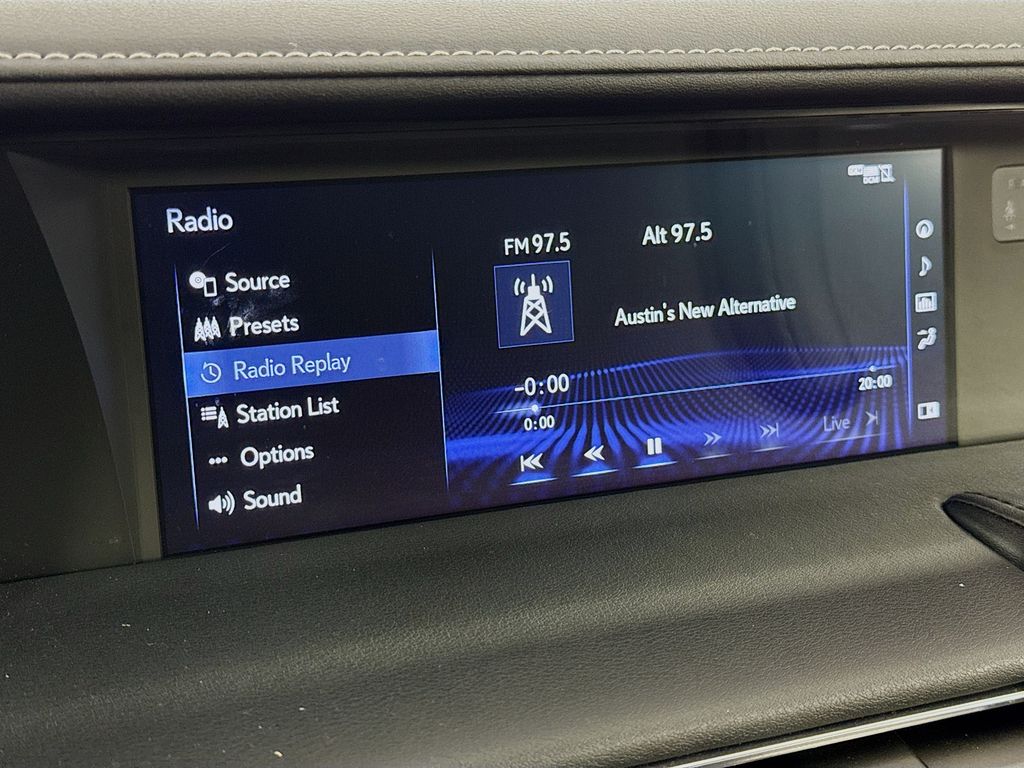 Radio
Source
Presets
Radio Replay
Station List
Options
Sound
FM 97.5
Alt 97.5
Austin's New Alternative
-0:00
0:00
20:00
Live